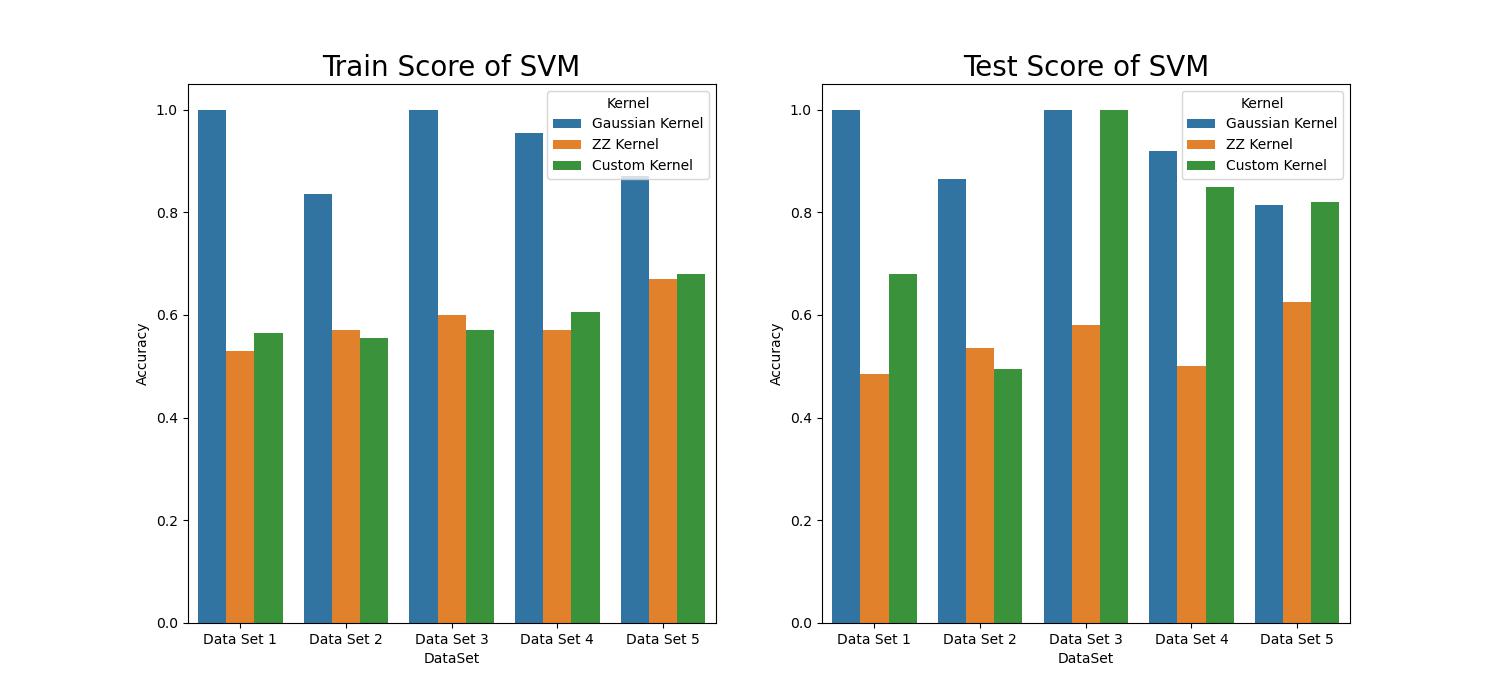 Train Score of SVM
Kernel
Gaussian Kernel
ZZ Kernel
Custom Kernel
1.0
0.8
0.6
0.4
0.2
0.0
Accuracy
Data Set 1 Data Set 2 Data Set 3 Data Set 4 Data Set 5
DataSet
Test Score of SVM
Kernel
Gaussian Kernel
ZZ Kernel
Custom Kernel
1.0
0.8
0.6
0.4
0.2
0.0
Accuracy
Data Set 1 Data Set 2 Data Set 3 Data Set 4 Data Set 5
DataSet